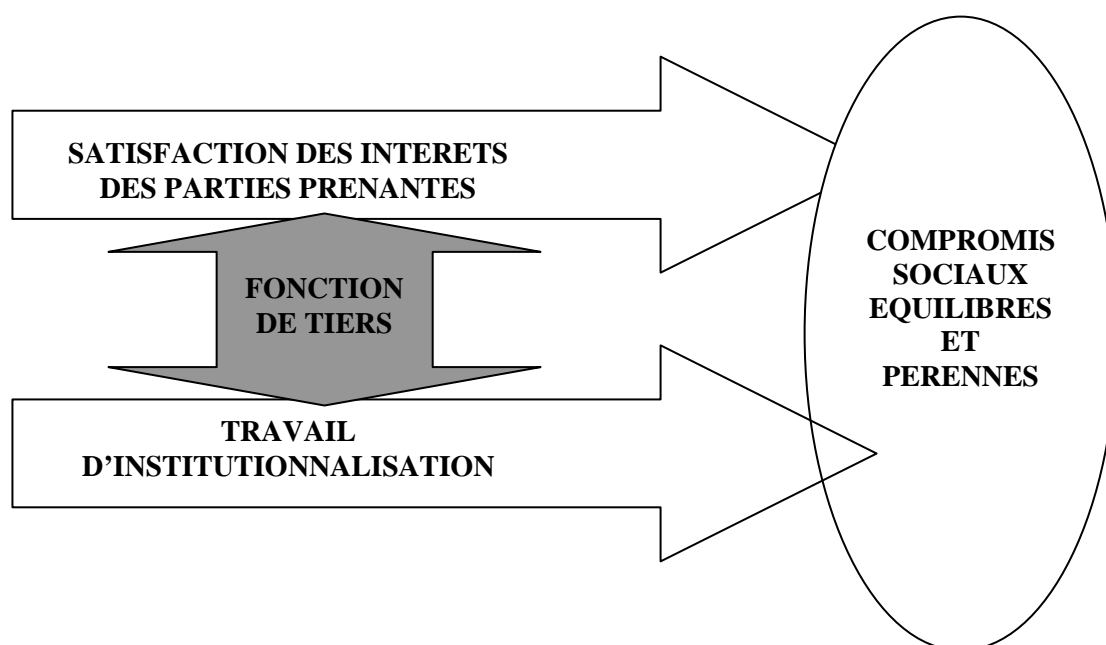 SATISFACTION DES INTERETS
DES PARTIES PRENANTES
FONCTION
DE TIERS
TRAVAIL
D’INSTITUTIONNALISATION
COMPROMIS
SOCIAUX
EQUILIBRES
ET
PERENNES